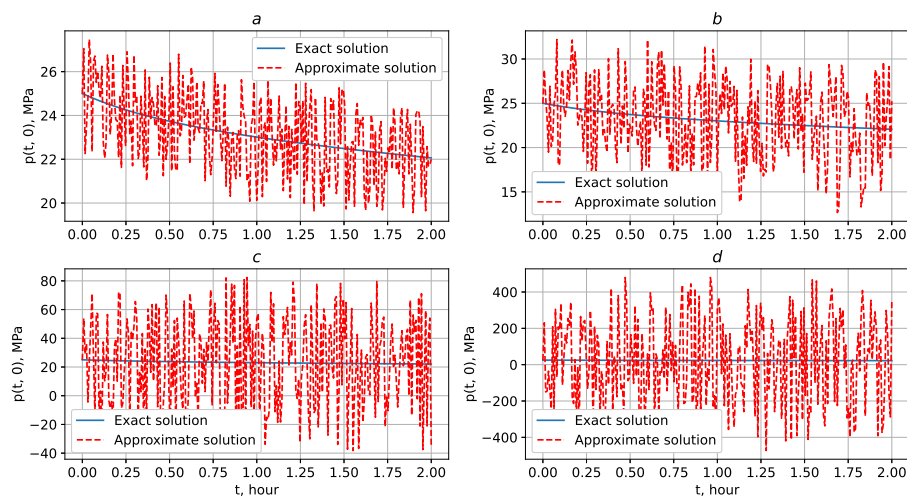 a
p(t, 0), MPa
26
24
22
20
Exact solution
Approximate solution
0.00 0.25 0.50 0.75 1.00 1.25 1.50 1.75 2.00
b
p(t, 0), MPa
30
25
20
15
Exact solution
Approximate solution
0.00 0.25 0.50 0.75 1.00 1.25 1.50 1.75 2.00
c
p(t, 0), MPa
80
60
40
20
0
−20
−40
Exact solution
Approximate solution
0.00 0.25 0.50 0.75 1.00 1.25 1.50 1.75 2.00
t, hour
d
p(t, 0), MPa
400
200
0
−200
−400
Exact solution
Approximate solution
0.00 0.25 0.50 0.75 1.00 1.25 1.50 1.75 2.00
t, hour